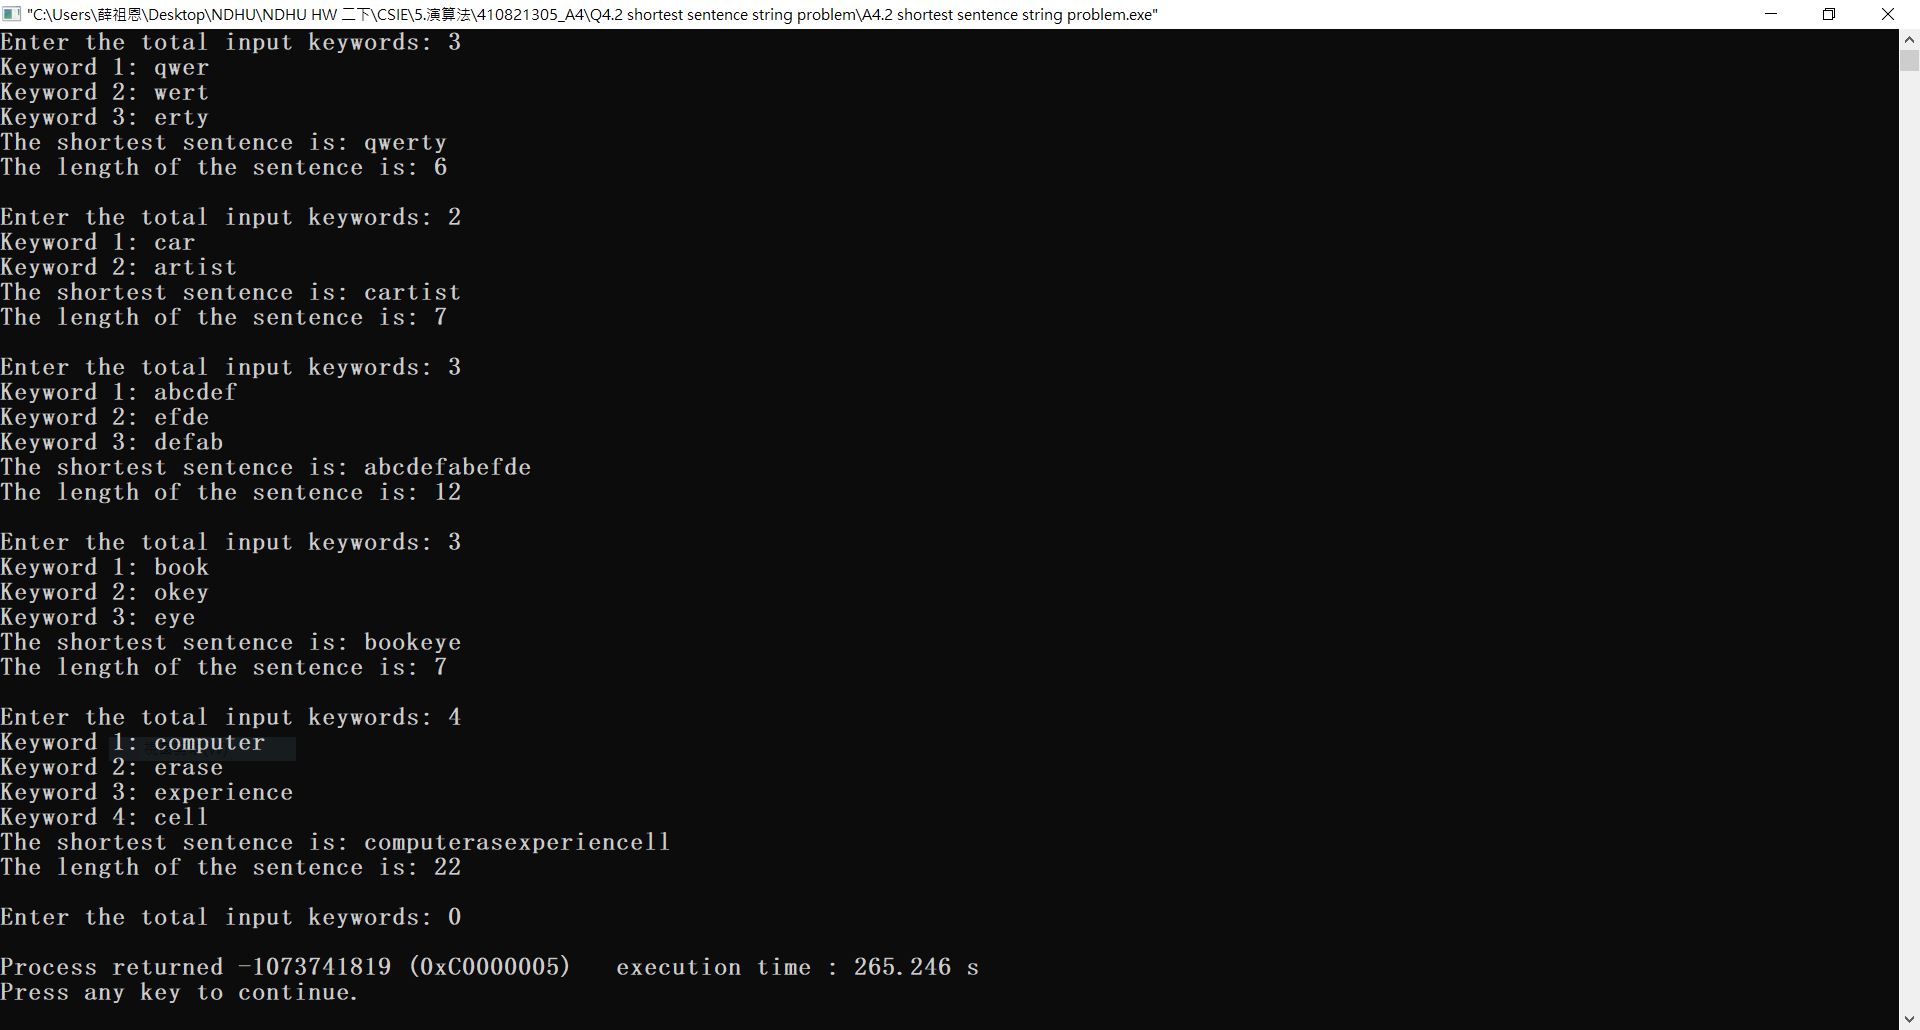 "C:\Users\薛祖恩\Desktop\NDHU\NDHU HW 二下\CSIE\5.演算法\410821305_A4\Q4.2 shortest sentence string problem\A4.2 shortest sentence string problem.exe"
Enter the total input keywords: 3
Keyword 1: qwer
Keyword 2: wert
Keyword 3: erty
The shortest sentence is: qwerty
The length of the sentence is: 6
Enter the total input keywords: 2
Keyword 1: car
Keyword 2: artist
The shortest sentence is: cartist
The length of the sentence is: 7
Enter the total input keywords: 3
Keyword 1: abcdef
Keyword 2: efde
Keyword 3: defab
The shortest sentence is: abcdefabefde
The length of the sentence is: 12
Enter the total input keywords: 3
Keyword 1: book
Keyword 2: okey
Keyword 3: eye
The shortest sentence is: bookeye
The length of the sentence is: 7
Enter the total input keywords: 4
Keyword 1: computer
Keyword 2: erase
Keyword 3: experience
Keyword 4: cell
The shortest sentence is: computerasexperiencell
The length of the sentence is: 22
Enter the total input keywords: 0
Process returned -1073741819 (0xC0000005)   execution time : 265.246 s
Press any key to continue.